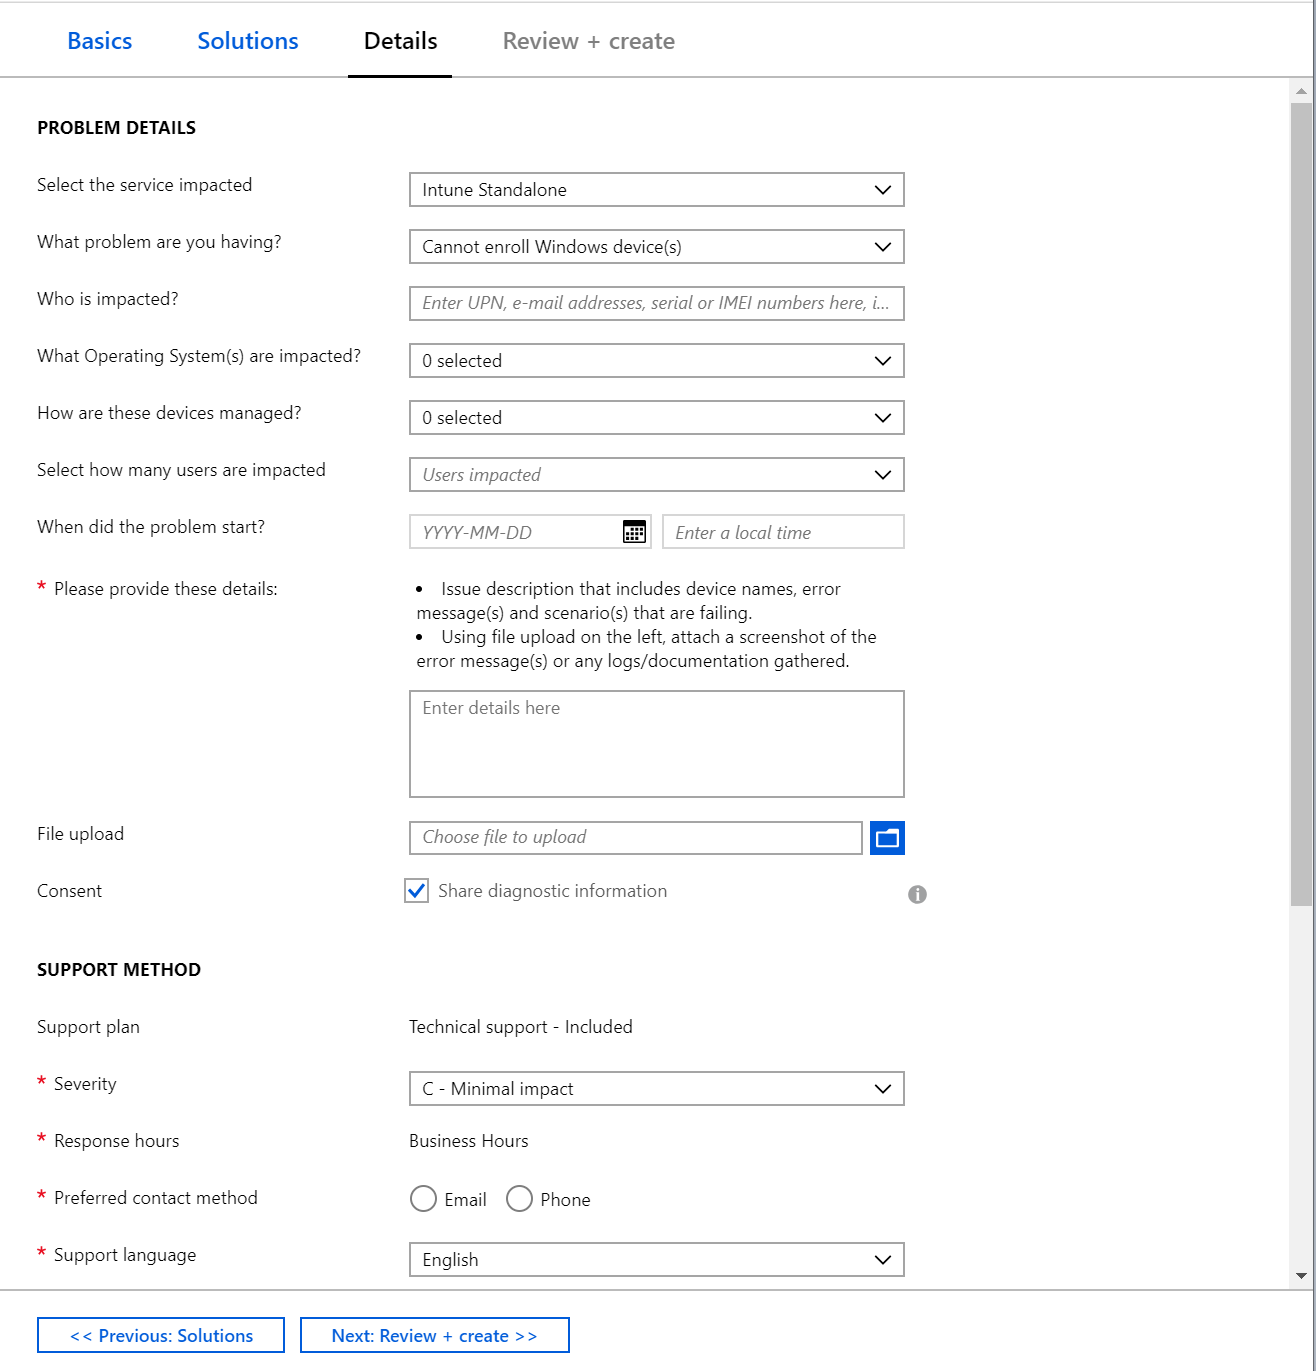 Basics Solutions Details Review + create
PROBLEM DETAILS
Select the service impacted Intune Standalone
What problem are you having? Cannot enroll Windows device(s)
Who is impacted? Enter UPN, e-mail addresses, serial or IMEI numbers here, i...
What Operating System(s) are impacted? 0 selected
How are these devices managed? 0 selected
Select how many users are impacted Users impacted
When did the problem start? YYYY-MM-DD Enter a local time
* Please provide these details: • Issue description that includes device names, error
message(s) and scenario(s) that are failing.
• Using file upload on the left, attach a screenshot of the
error message(s) or any logs/documentation gathered.
Enter details here
File upload Choose file to upload
Consent Share diagnostic information
SUPPORT METHOD
Support plan Technical support - Included
* Severity C - Minimal impact
* Response hours Business Hours
* Preferred contact method Email Phone
* Support language English
<< Previous: Solutions Next: Review + create >>